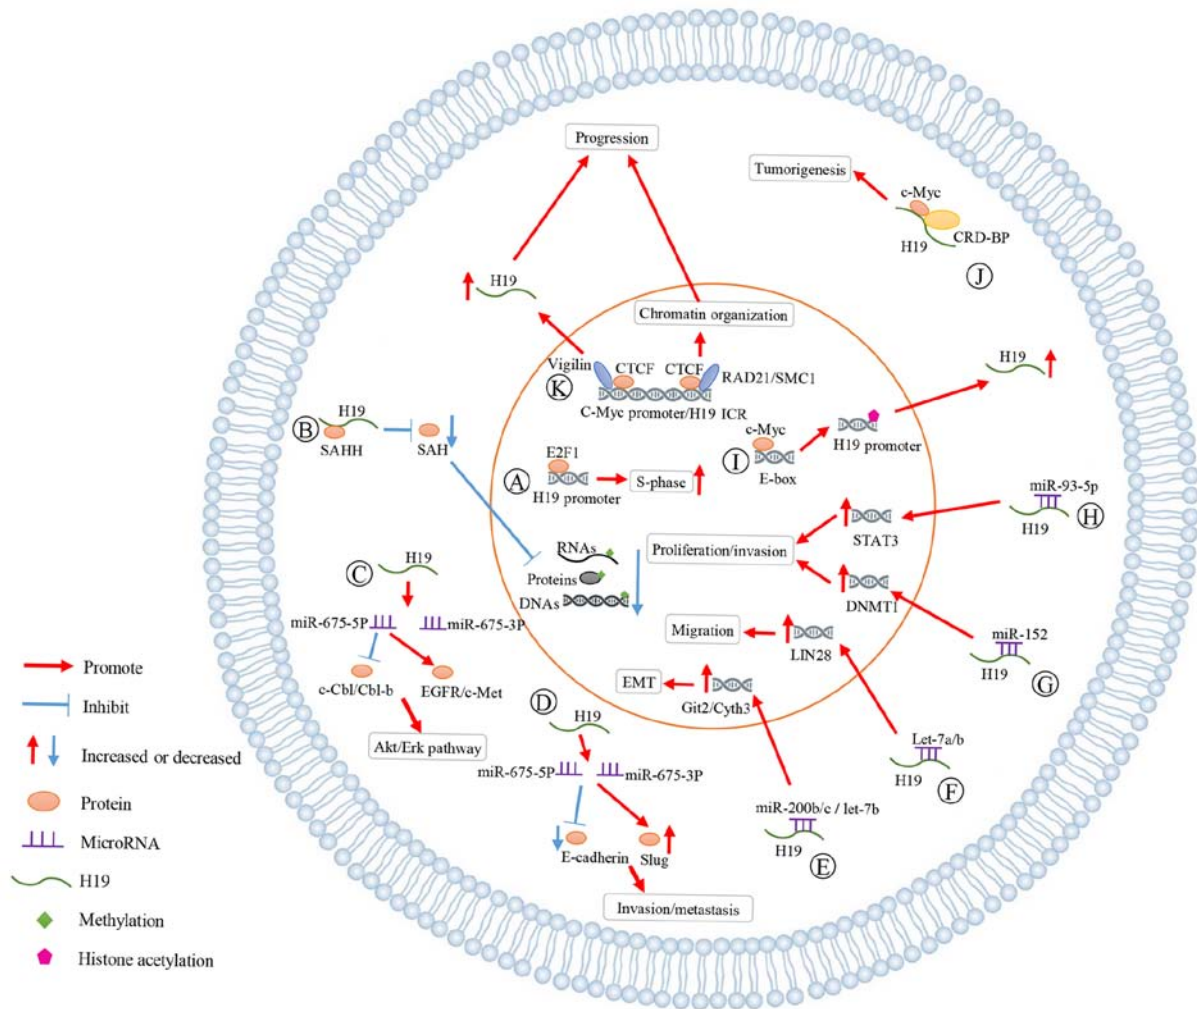 Progression
Tumorigenesis
c-Myc
H19
CRD-BP
J
H19
Chromatin organization
Vigilin
CTCF
CTCF
RAD21/SMC1
K
C-Myc promoter/H19 ICR
H19
c-Myc
I
E-box
H19 promoter
B
H19
SAHH
SAH
A
E2F1
H19 promoter
S-phase
miR-93-5p
H19
H
STAT3
Proliferation/invasion
RNAs
Proteins
DNAs
DNMT1
miR-152
H19
G
C
H19
miR-675-5P
miR-675-3P
c-Cbl/Cbl-b
EGFR/c-Met
Akt/Erk pathway
Migration
LIN28
Let-7a/b
H19
F
EMT
Git2/Cyth3
miR-200b/c / let-7b
H19
E
D
H19
miR-675-5P
miR-675-3P
E-cadherin
Slug
Invasion/metastasis
Promote
Inhibit
Increased or decreased
Protein
MicroRNA
H19
Methylation
Histone acetylation